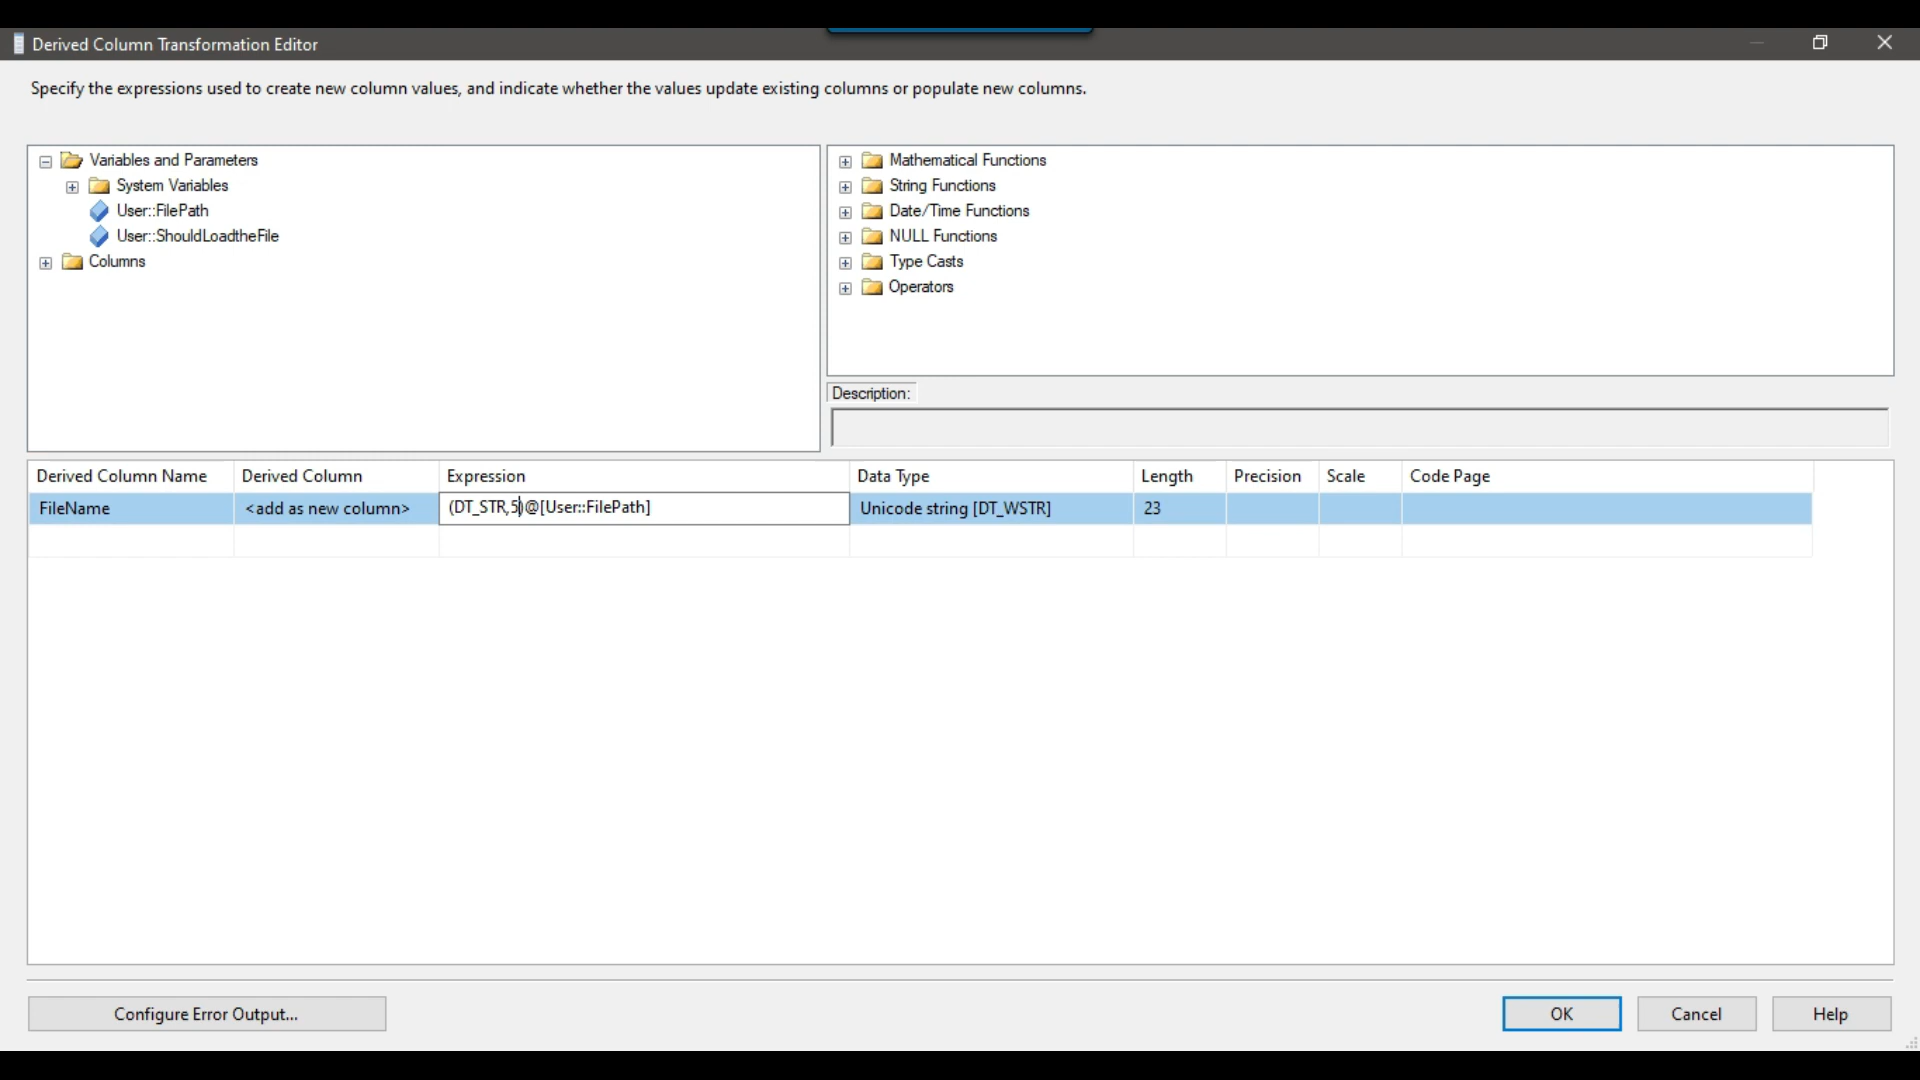 Derived Column Transformation Editor
Specify the expressions used to create new column values, and indicate whether the values update existing columns or populate new columns.
Variables and Parameters
System Variables
User::FilePath
User::ShouldLoadtheFile
Columns
Mathematical Functions
String Functions
Date/Time Functions
NULL Functions
Type Casts
Operators
Description:
Derived Column Name Derived Column Expression Data Type Length Precision Scale Code Page
FileName <add as new column> (DT_STR,5)@[User::FilePath] Unicode string [DT_WSTR] 23
Configure Error Output... OK Cancel Help